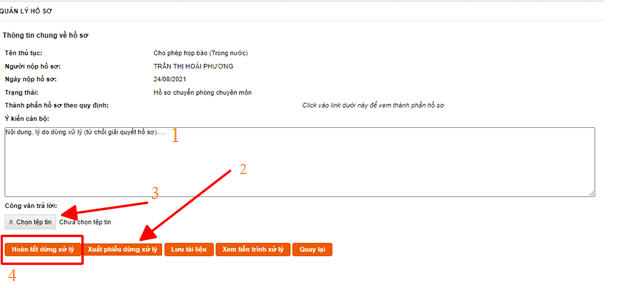 QUẢN LÝ HỒ SƠ
Thông tin chung về hồ sơ
Tên thủ tục: Cho phép họp báo (Trong nước)
Người nộp hồ sơ: TRẦN THỊ HOÀI PHƯƠNG
Ngày nộp hồ sơ: 24/08/2021
Trạng thái: Hồ sơ chuyển phòng chuyên môn
Thành phần hồ sơ theo quy định: Click vào link dưới này để xem thành phần hồ sơ
Ý kiến cán bộ:
Nội dung, lý do dừng xử lý (từ chối giải quyết hồ sơ)..... 1
2
3
Công văn trả lời:
Chọn tệp tin Chưa chọn tệp tin
Hoàn tất dừng xử lý Xuất phiếu dừng xử lý Lưu tài liệu Xem tiến trình xử lý Quay lại
4